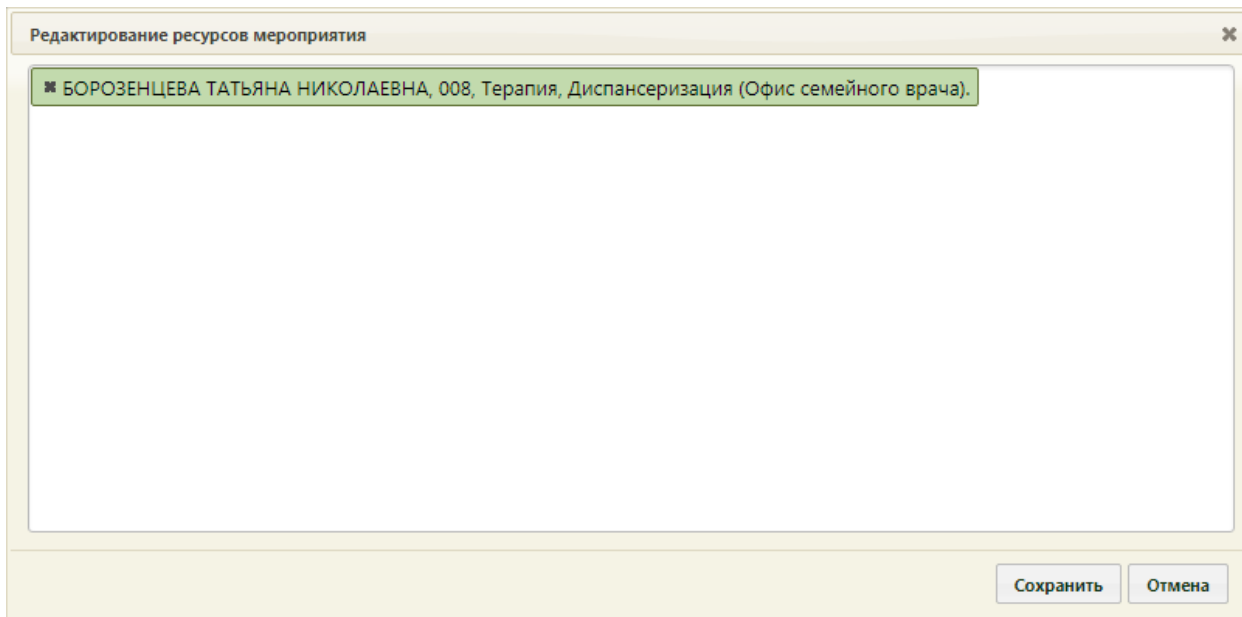 Редактирование ресурсов мероприятия
БОРОЗЕНЦЕВА ТАТЬЯНА НИКОЛАЕВНА, 008, Терапия, Диспансеризация (Офис семейного врача).
Сохранить Отмена